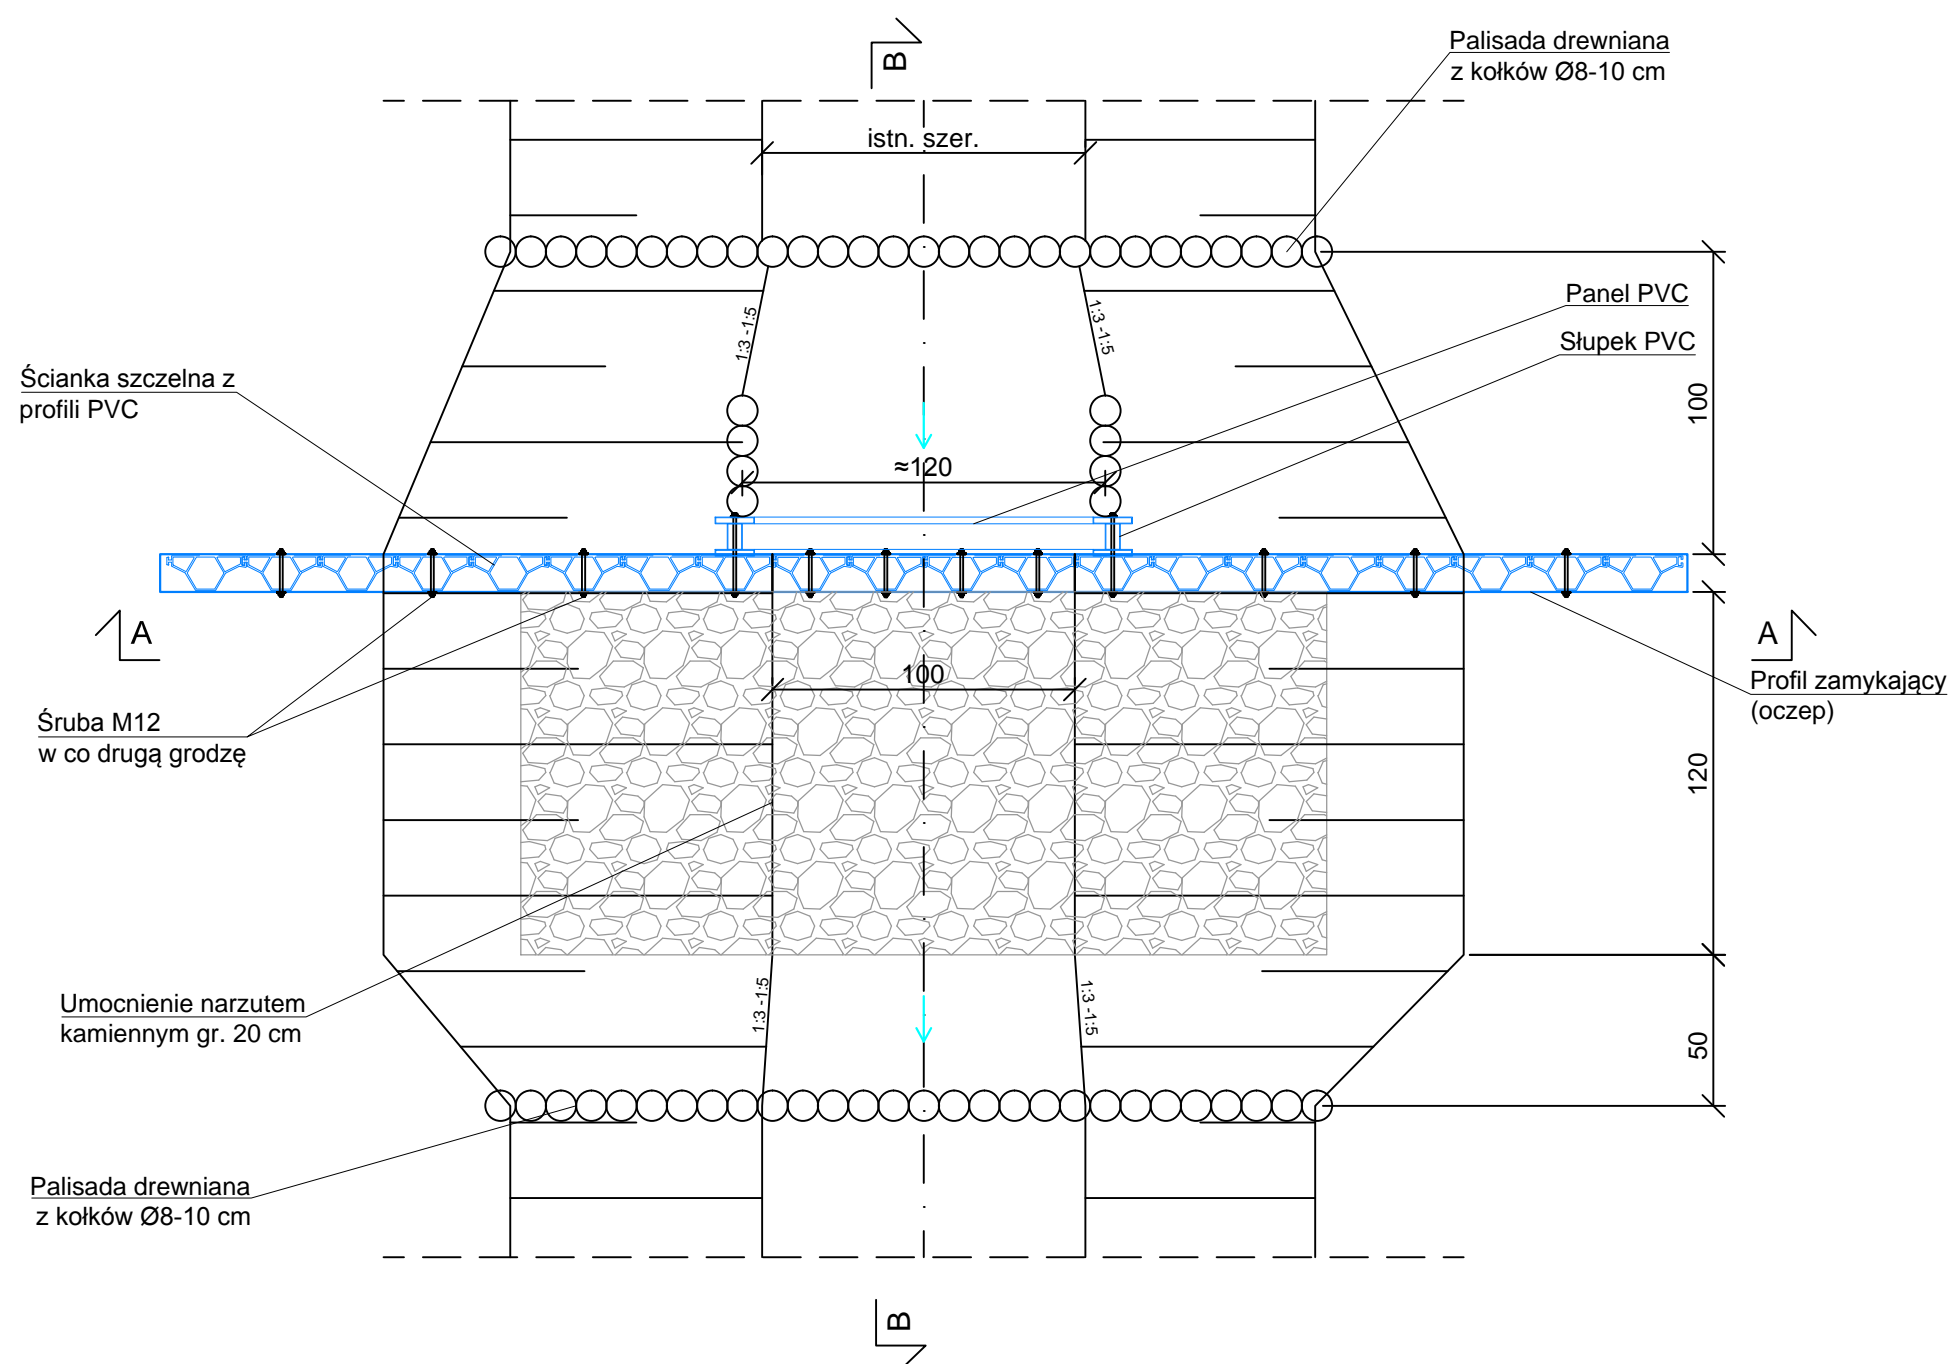 B
Palisada drewniana
z kołków Ø8-10 cm
istn. szer.
Panel PVC
1:3 -1:5
1:3 -1:5
Słupek PVC
Ścianka szczelna z
profili PVC
100
≈120
A
A
100
Profil zamykający
(oczep)
Śruba M12
w co drugą grodzę
120
Umocnienie narzutem
kamiennym gr. 20 cm
1:3 -1:5
1:3 -1:5
50
Palisada drewniana
z kołków Ø8-10 cm
B